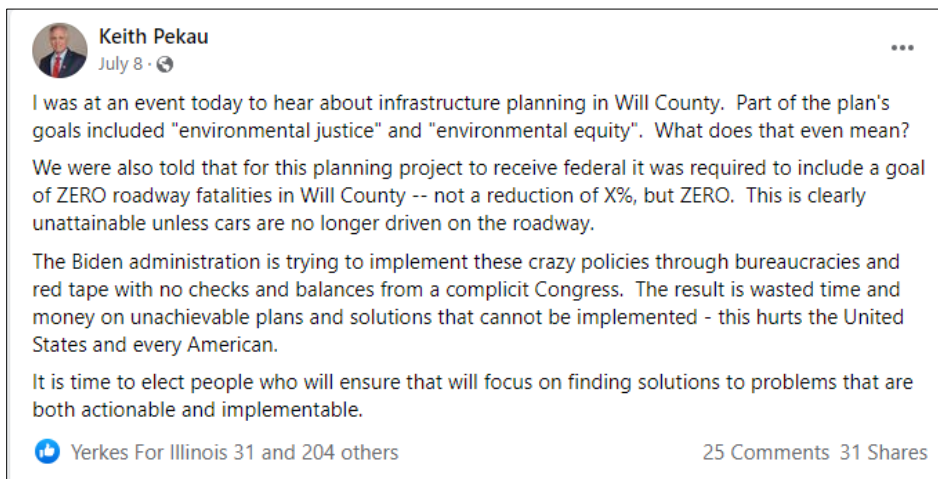 Keith Pekau
July 8 ·
I was at an event today to hear about infrastructure planning in Will County. Part of the plan's
goals included "environmental justice" and "environmental equity". What does that even mean?
We were also told that for this planning project to receive federal it was required to include a goal
of ZERO roadway fatalities in Will County -- not a reduction of X%, but ZERO. This is clearly
unattainable unless cars are no longer driven on the roadway.
The Biden administration is trying to implement these crazy policies through bureaucracies and
red tape with no checks and balances from a complicit Congress. The result is wasted time and
money on unachievable plans and solutions that cannot be implemented - this hurts the United
States and every American.
It is time to elect people who will ensure that will focus on finding solutions to problems that are
both actionable and implementable.
Yerkes For Illinois 31 and 204 others 25 Comments 31 Shares